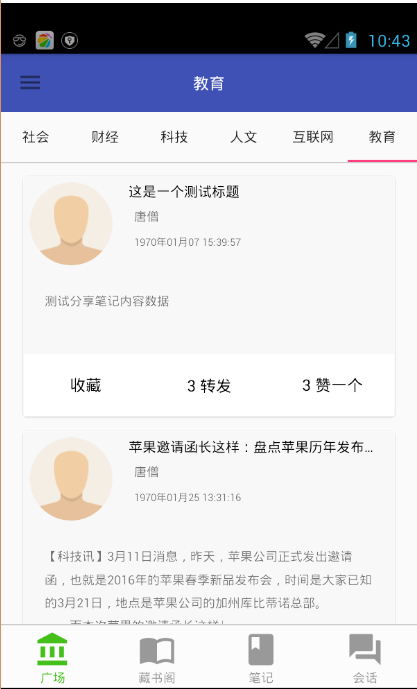 10:43
教育
社会 财经 科技 人文 互联网 教育
这是一个测试标题
唐僧
1970年01月07 15:39:57
测试分享笔记内容数据
收藏 3 转发 3 赞一个
苹果邀请函长这样：盘点苹果历年发布...
唐僧
1970年01月25 13:31:16
【科技讯】3月11日消息，昨天，苹果公司正式发出邀请
函，也就是2016年的苹果春季新品发布会，时间是大家已知
的3月21日，地点是苹果公司的加州库比蒂诺总部。
广场 藏书阁 笔记 会话